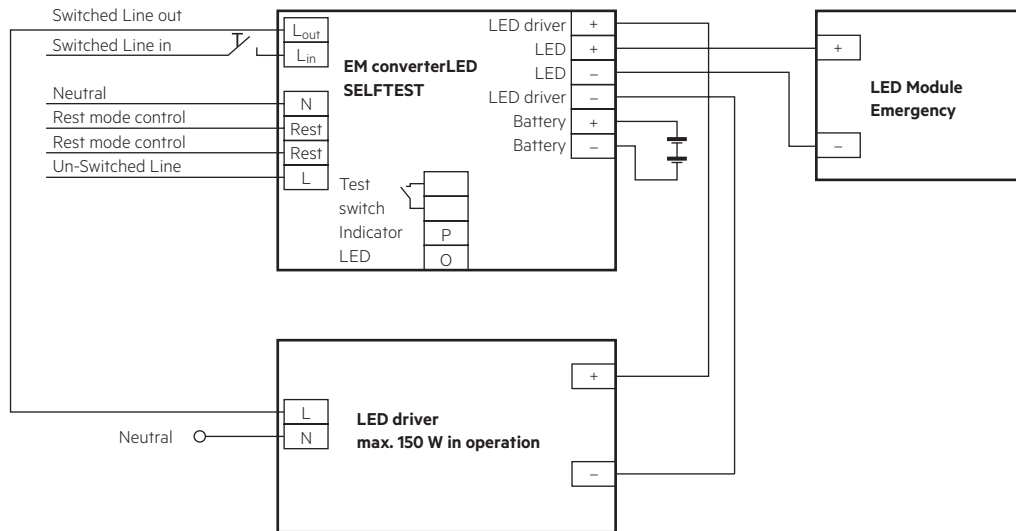 Switched Line out
Switched Line in
Neutral
Rest mode control
Rest mode control
Un-Switched Line
Lout
Lin
N
Rest
Rest
L
EM converterLED
SELFTEST
Test
switch
Indicator
LED
P
O
LED driver +
LED +
LED –
LED driver –
Battery +
Battery –
+
–
LED Module
Emergency
Neutral
L
N
LED driver
max. 150 W in operation
+
–